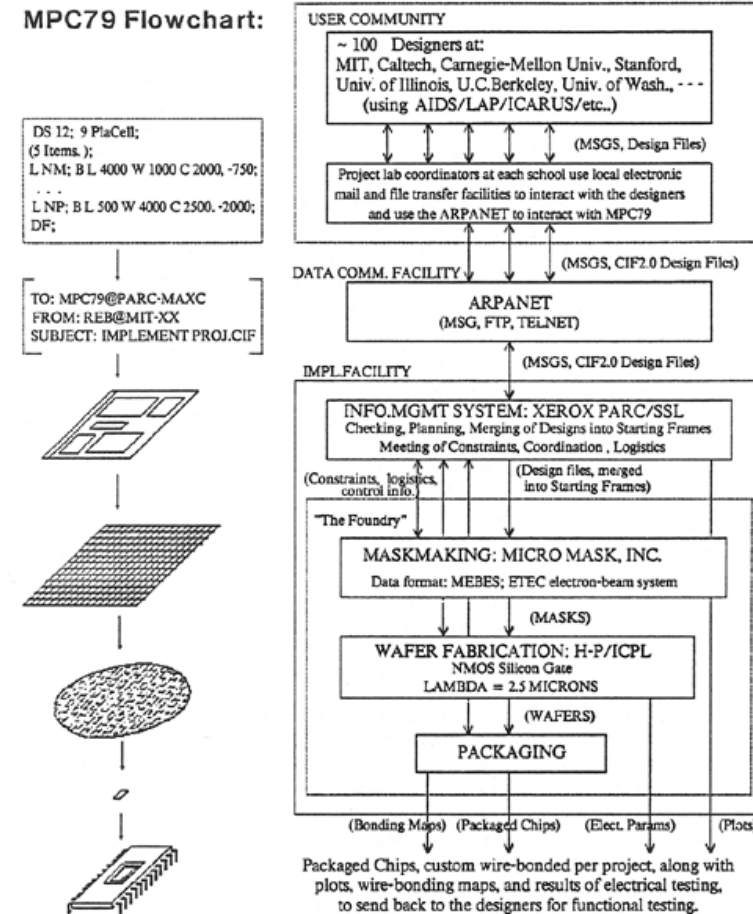 MPC79 Flowchart:
DS 12; 9 PlaCell;
(5 Items. );
L NM; B L 4000 W 1000 C 2000, -750;
. . .
L NP; B L 500 W 4000 C 2500. -2000;
DF;
TO: MPC79@PARC-MAXC
FROM: REB@MIT-XX
SUBJECT: IMPLEMENT PROJ.CIF
USER COMMUNITY
~ 100 Designers at:
MIT, Caltech, Carnegie-Mellon Univ., Stanford,
Univ. of Illinois, U.C.Berkeley, Univ. of Wash., - - -
(using AIDS/LAP/ICARUS/etc..)
(MSGS, Design Files)
Project lab coordinators at each school use local electronic
mail and file transfer facilities to interact with the designers
and use the ARPANET to interact with MPC79
(MSGS, CIF2.0 Design Files)
DATA COMM. FACILITY
ARPANET
(MSG, FTP, TELNET)
(MSGS, CIF2.0 Design Files)
IMPL.FACILITY
INFO.MGMT SYSTEM: XEROX PARC/SSL
Checking, Planning, Merging of Designs into Starting Frames
Meeting of Constraints, Coordination , Logistics
(Constraints, logistics,
control info.)
(Design files, merged
into Starting Frames)
"The Foundry"
MASKMAKING: MICRO MASK, INC.
Data format: MEBES; ETEC electron-beam system
(MASKS)
WAFER FABRICATION: H-P/ICPL
NMOS Silicon Gate
LAMBDA = 2.5 MICRONS
(WAFERS)
PACKAGING
(Bonding Maps) (Packaged Chips) (Elect. Params) (Plots
Packaged Chips, custom wire-bonded per project, along with
plots, wire-bonding maps, and results of electrical testing,
to send back to the designers for functional testing.